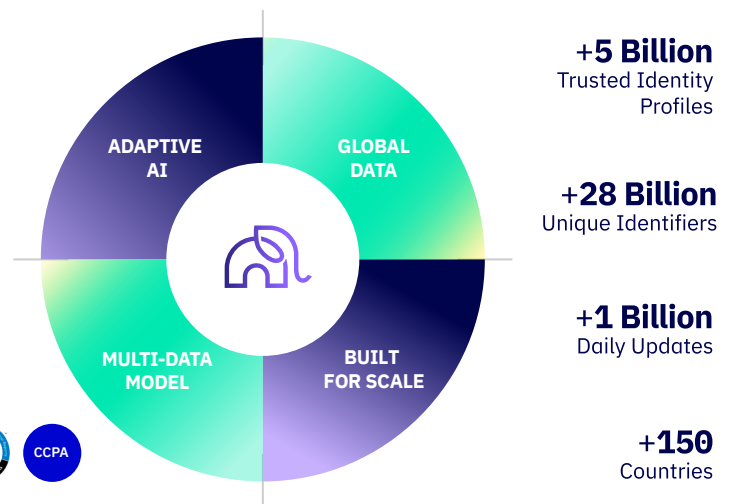 ADAPTIVE
AI
GLOBAL
DATA
MULTI-DATA
MODEL
BUILT
FOR SCALE
CCPA
+5 Billion
Trusted Identity
Profiles
+28 Billion
Unique Identifiers
+1 Billion
Daily Updates
+150
Countries